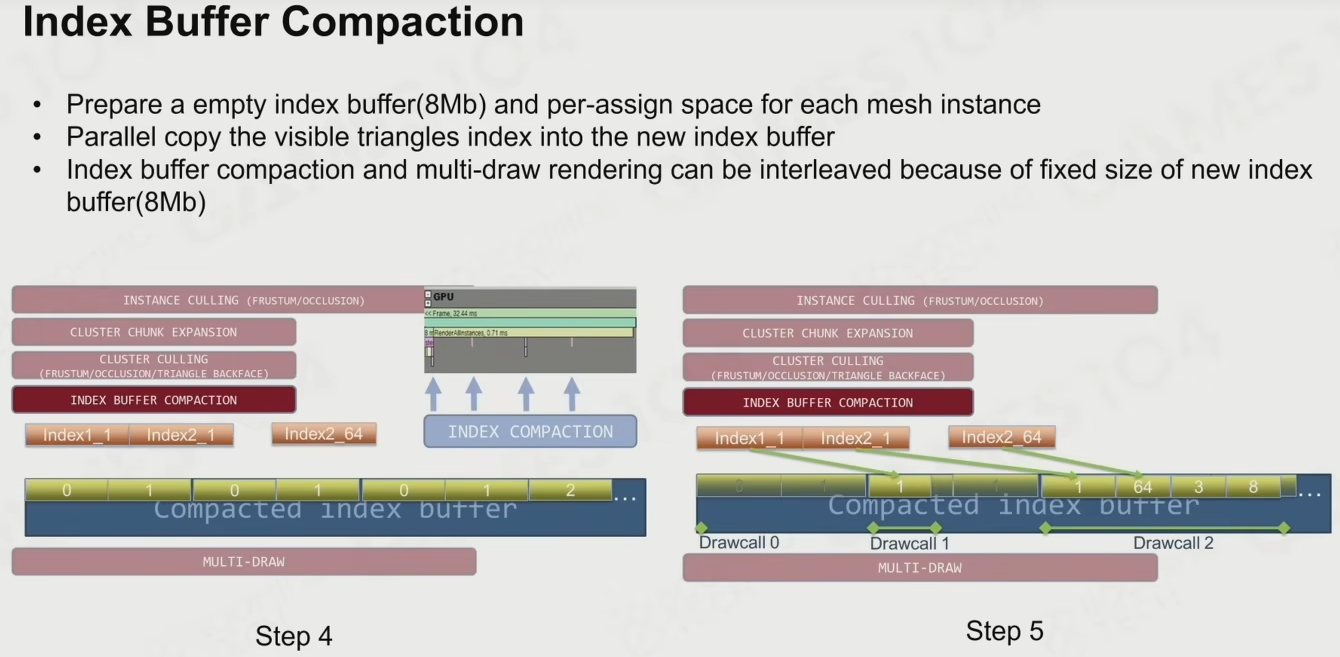 Index Buffer Compaction
• Prepare a empty index buffer(8Mb) and per-assign space for each mesh instance
• Parallel copy the visible triangles index into the new index buffer
• Index buffer compaction and multi-draw rendering can be interleaved because of fixed size of new index
buffer(8Mb)
INSTANCE CULLING (FRUSTUM/OCCLUSION)
CLUSTER CHUNK EXPANSION
CLUSTER CULLING
(FRUSTUM/OCCLUSION/TRIANGLE BACKFACE)
INDEX BUFFER COMPACTION
GPU
<< Frame, 32.44 ms
RenderAllInstances, 0.71 ms
INDEX COMPACTION
Index1_1 Index2_1 Index2_64
0 1 0 1 0 1 2 ...
Compacted index buffer
MULTI-DRAW
Step 4
INSTANCE CULLING (FRUSTUM/OCCLUSION)
CLUSTER CHUNK EXPANSION
CLUSTER CULLING
(FRUSTUM/OCCLUSION/TRIANGLE BACKFACE)
INDEX BUFFER COMPACTION
Index1_1 Index2_1 Index2_64
0 1 1 1 1 64 3 8 ...
Compacted index buffer
Drawcall 0 Drawcall 1 Drawcall 2
MULTI-DRAW
Step 5